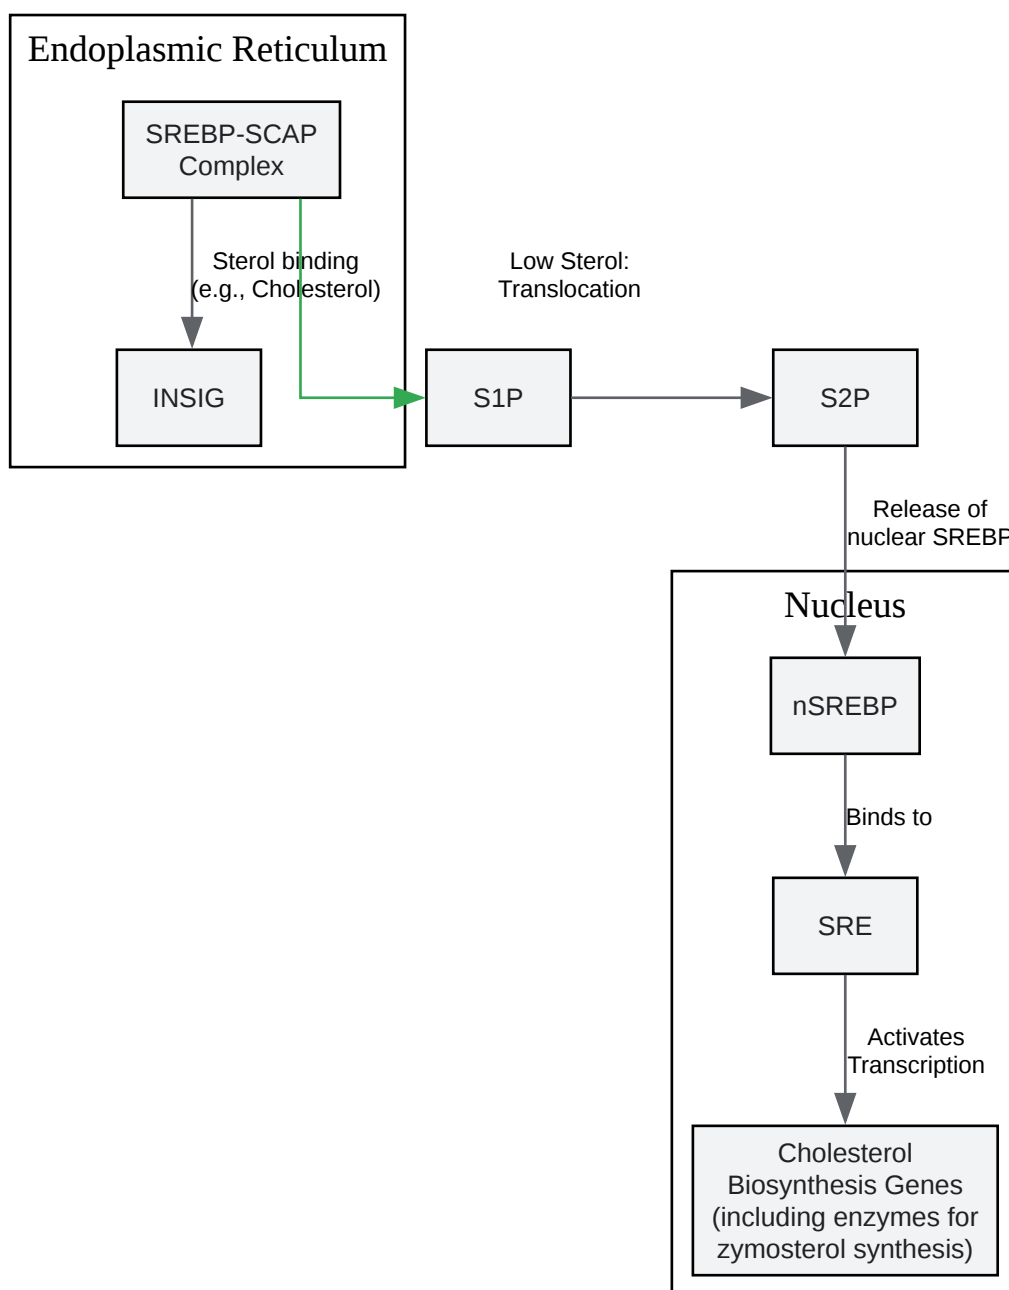 Endoplasmic Reticulum
SREBP-SCAP
Complex
Sterol binding
(e.g., Cholesterol)
Low Sterol:
Translocation
INSIG
S1P
S2P
Release of
nuclear SREBP
Nucleus
nSREBP
Binds to
SRE
Activates
Transcription
Cholesterol
Biosynthesis Genes
(including enzymes for
zymosterol synthesis)